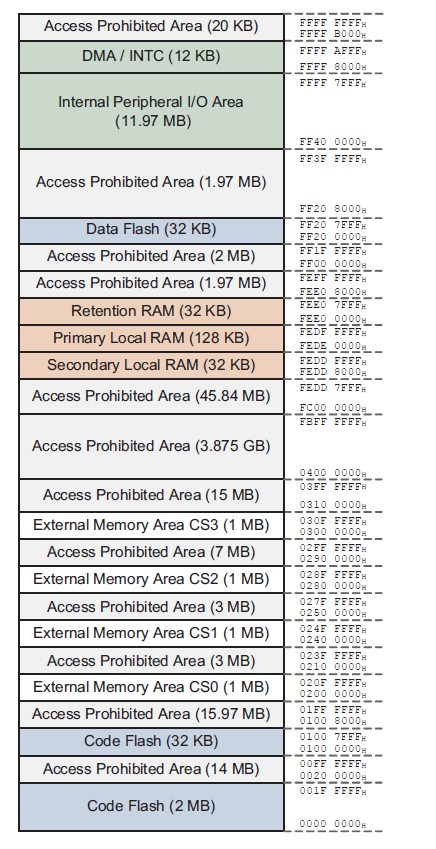 Access Prohibited Area (20 KB)
FFFF FFFFH
FFFF B000H
DMA / INTC (12 KB)
FFFF AFFFH
FFFF 8000H
Internal Peripheral I/O Area
(11.97 MB)
FFFF 7FFFH
FF40 0000H
Access Prohibited Area (1.97 MB)
FF3F FFFFH
FF20 8000H
Data Flash (32 KB)
FF20 7FFFH
FF20 0000H
Access Prohibited Area (2 MB)
FF1F FFFFH
FF00 0000H
Access Prohibited Area (1.97 MB)
FEFF FFFFH
FEE0 8000H
Retention RAM (32 KB)
FEE0 7FFFH
FEE0 0000H
Primary Local RAM (128 KB)
FEDF FFFFH
FEDE 0000H
Secondary Local RAM (32 KB)
FEDD FFFFH
FEDD 8000H
Access Prohibited Area (45.84 MB)
FEDD 7FFFH
FC00 0000H
Access Prohibited Area (3.875 GB)
FBFF FFFFH
0400 0000H
Access Prohibited Area (15 MB)
03FF FFFFH
0310 0000H
External Memory Area CS3 (1 MB)
030F FFFFH
0300 0000H
Access Prohibited Area (7 MB)
02FF FFFFH
0290 0000H
External Memory Area CS2 (1 MB)
028F FFFFH
0280 0000H
Access Prohibited Area (3 MB)
027F FFFFH
0250 0000H
External Memory Area CS1 (1 MB)
024F FFFFH
0240 0000H
Access Prohibited Area (3 MB)
023F FFFFH
0210 0000H
External Memory Area CS0 (1 MB)
020F FFFFH
0200 0000H
Access Prohibited Area (15.97 MB)
01FF FFFFH
0100 8000H
Code Flash (32 KB)
0100 7FFFH
0100 0000H
Access Prohibited Area (14 MB)
00FF FFFFH
0020 0000H
Code Flash (2 MB)
001F FFFFH
0000 0000H